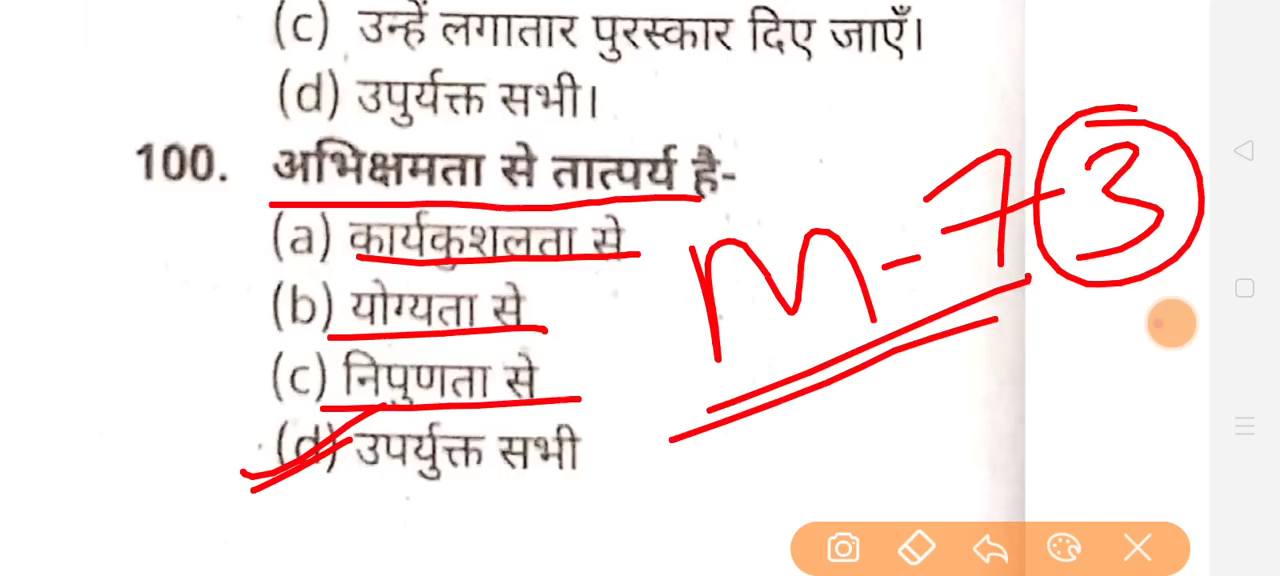 (c) उन्हें लगातार पुरस्कार दिए जाएँ।
(d) उपुर्यक्त सभी।
100. अभिक्षमता से तात्पर्य है-
(a) कार्यकुशलता से
(b) योग्यता से
(c) निपुणता से
(d) उपर्युक्त सभी
M-7 3